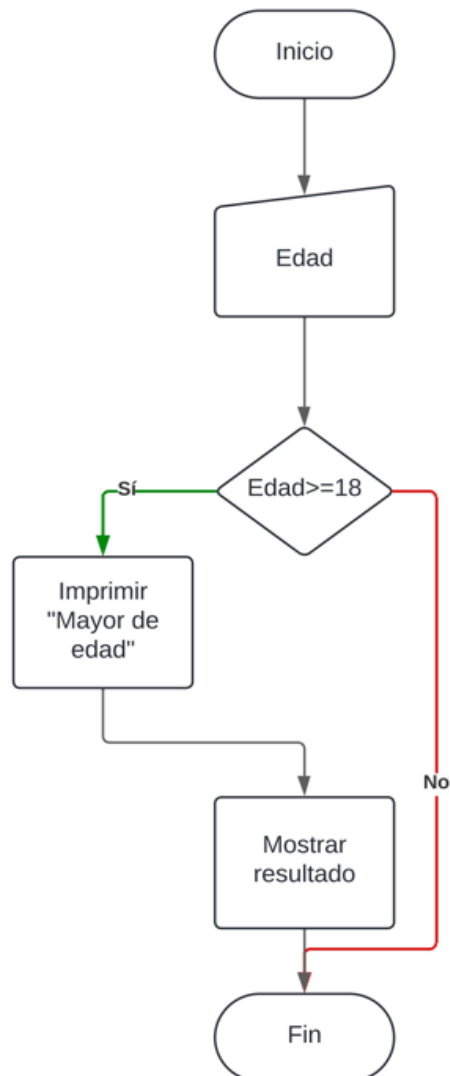 Inicio
Edad
Edad>=18
Sí
Imprimir
"Mayor de
edad"
No
Mostrar
resultado
Fin